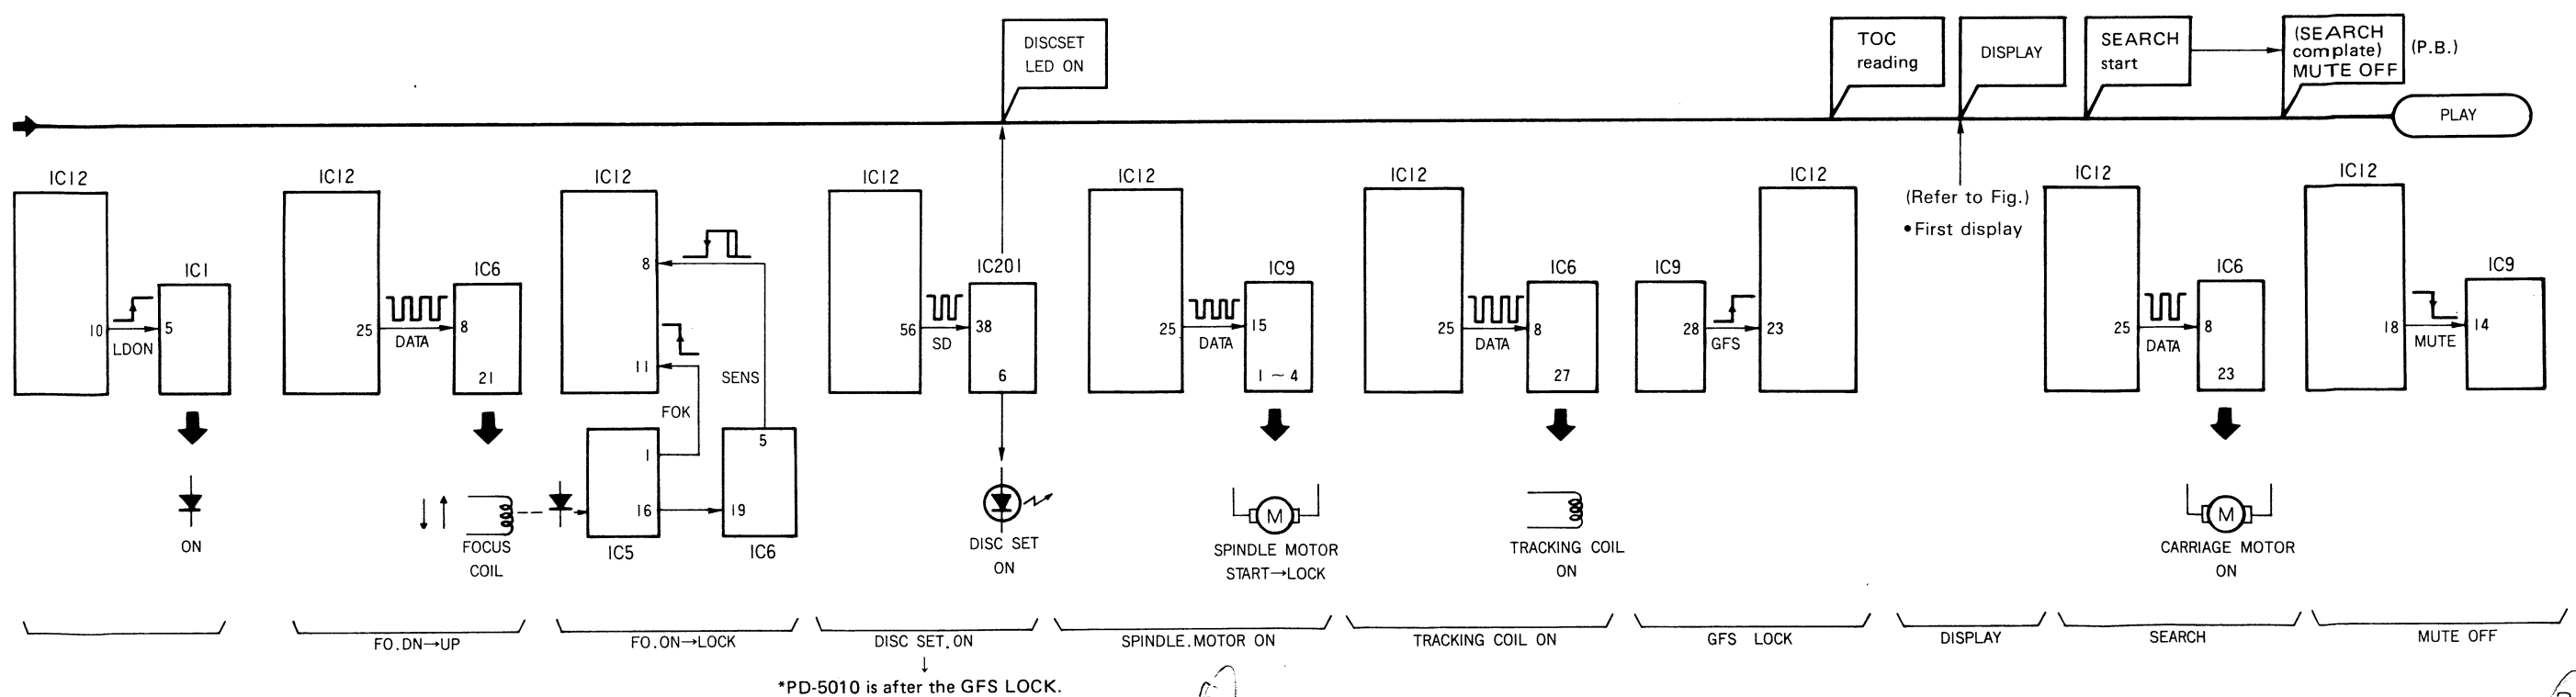 DISCSET
LED ON
TOC
reading
DISPLAY
SEARCH
start
(SEARCH
complate)
MUTE OFF
(P.B.)
PLAY
IC12
10
LDON
IC1
5
ON
IC12
25
DATA
IC6
8
21
FOCUS
COIL
FO.DN→UP
IC12
8
11
SENS
FOK
1
16
IC5
5
19
IC6
FO.ON→LOCK
IC12
56
SD
IC201
38
6
DISC SET
ON
DISC SET.ON
↓
*PD-5010 is after the GFS LOCK.
IC12
25
DATA
IC9
15
1 ~ 4
M
SPINDLE MOTOR
START→LOCK
SPINDLE.MOTOR ON
IC12
25
DATA
IC6
8
27
TRACKING COIL
ON
TRACKING COIL ON
IC9
28
GFS
IC12
23
GFS LOCK
(Refer to Fig.)
•First display
DISPLAY
IC12
25
DATA
IC6
8
23
M
CARRIAGE MOTOR
ON
SEARCH
IC12
18
MUTE
IC9
14
MUTE OFF